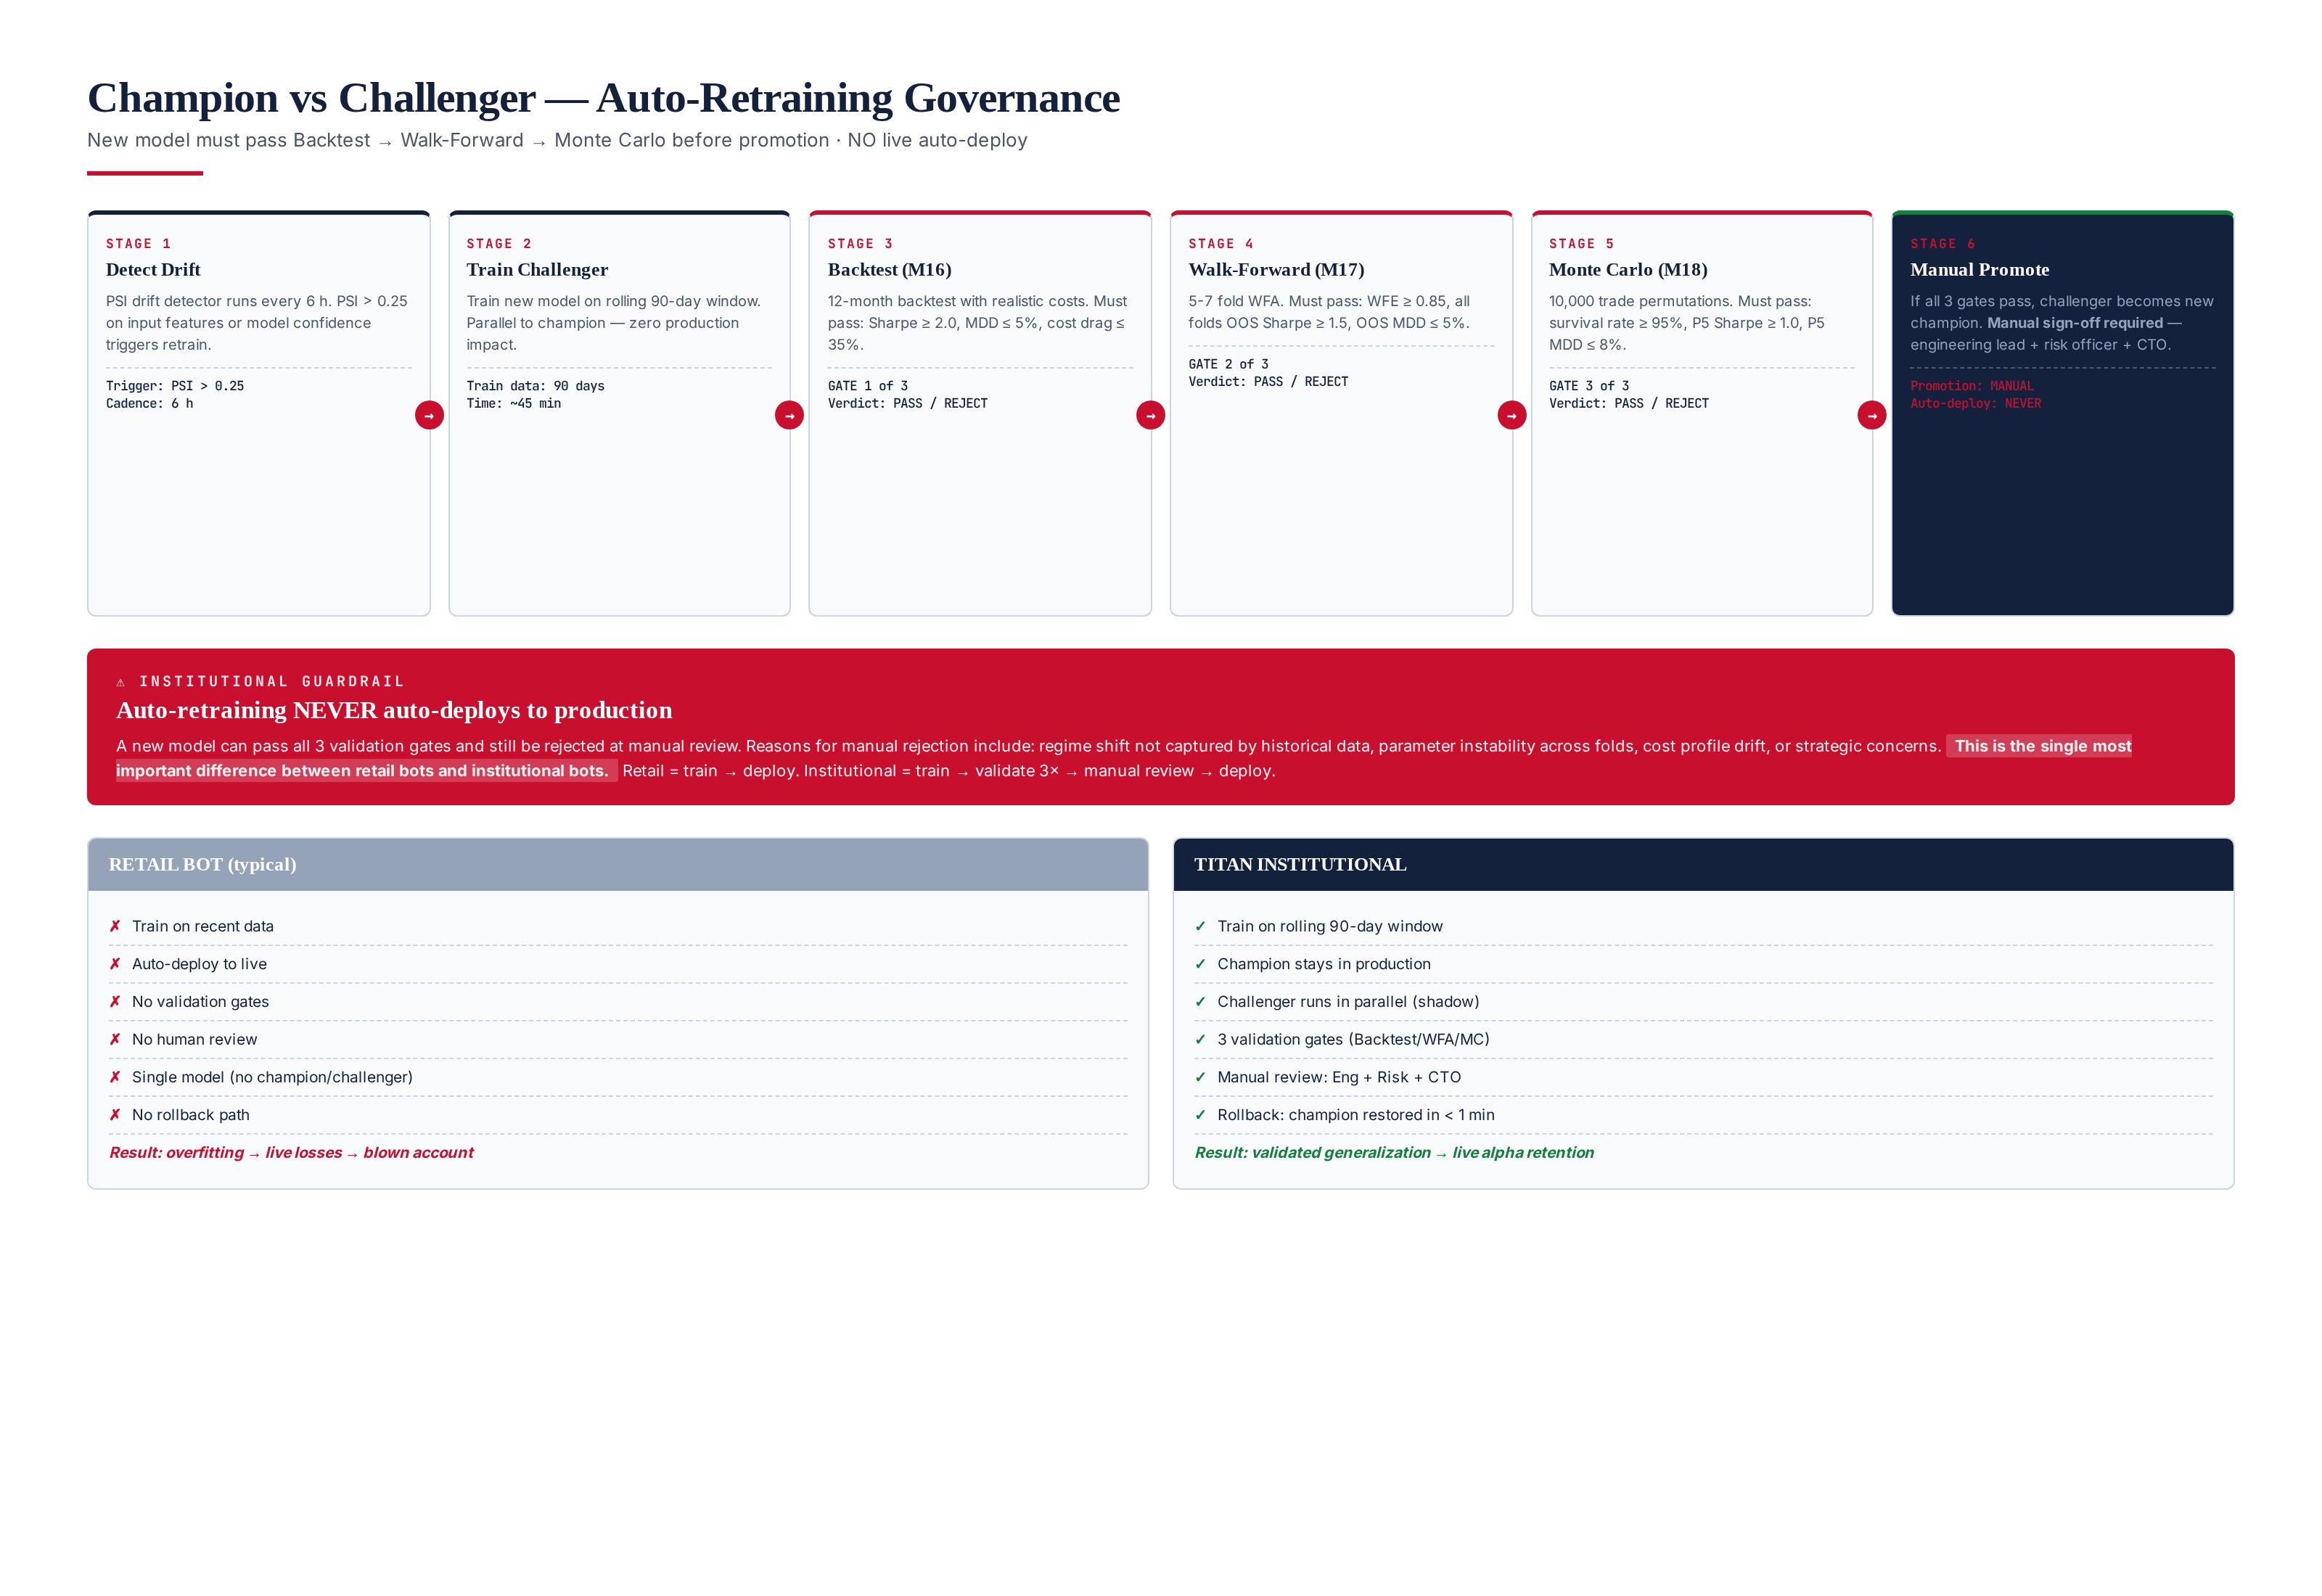 Champion vs Challenger — Auto-Retraining Governance
New model must pass Backtest → Walk-Forward → Monte Carlo before promotion · NO live auto-deploy
STAGE 1
Detect Drift
PSI drift detector runs every 6 h. PSI > 0.25
on input features or model confidence
triggers retrain.
Trigger: PSI > 0.25
Cadence: 6 h
→
STAGE 2
Train Challenger
Train new model on rolling 90-day window.
Parallel to champion — zero production
impact.
Train data: 90 days
Time: ~45 min
→
STAGE 3
Backtest (M16)
12-month backtest with realistic costs. Must
pass: Sharpe ≥ 2.0, MDD ≤ 5%, cost drag ≤
35%.
GATE 1 of 3
Verdict: PASS / REJECT
→
STAGE 4
Walk-Forward (M17)
5-7 fold WFA. Must pass: WFE ≥ 0.85, all
folds OOS Sharpe ≥ 1.5, OOS MDD ≤ 5%.
GATE 2 of 3
Verdict: PASS / REJECT
→
STAGE 5
Monte Carlo (M18)
10,000 trade permutations. Must pass:
survival rate ≥ 95%, P5 Sharpe ≥ 1.0, P5
MDD ≤ 8%.
GATE 3 of 3
Verdict: PASS / REJECT
→
STAGE 6
Manual Promote
If all 3 gates pass, challenger becomes new
champion. Manual sign-off required —
engineering lead + risk officer + CTO.
Promotion: MANUAL
Auto-deploy: NEVER
⚠ INSTITUTIONAL GUARDRAIL
Auto-retraining NEVER auto-deploys to production
A new model can pass all 3 validation gates and still be rejected at manual review. Reasons for manual rejection include: regime shift not captured by historical data, parameter instability across folds, cost profile drift, or strategic concerns. This is the single most
important difference between retail bots and institutional bots. Retail = train → deploy. Institutional = train → validate 3× → manual review → deploy.
RETAIL BOT (typical)
✗ Train on recent data
✗ Auto-deploy to live
✗ No validation gates
✗ No human review
✗ Single model (no champion/challenger)
✗ No rollback path
Result: overfitting → live losses → blown account
TITAN INSTITUTIONAL
✓ Train on rolling 90-day window
✓ Champion stays in production
✓ Challenger runs in parallel (shadow)
✓ 3 validation gates (Backtest/WFA/MC)
✓ Manual review: Eng + Risk + CTO
✓ Rollback: champion restored in < 1 min
Result: validated generalization → live alpha retention